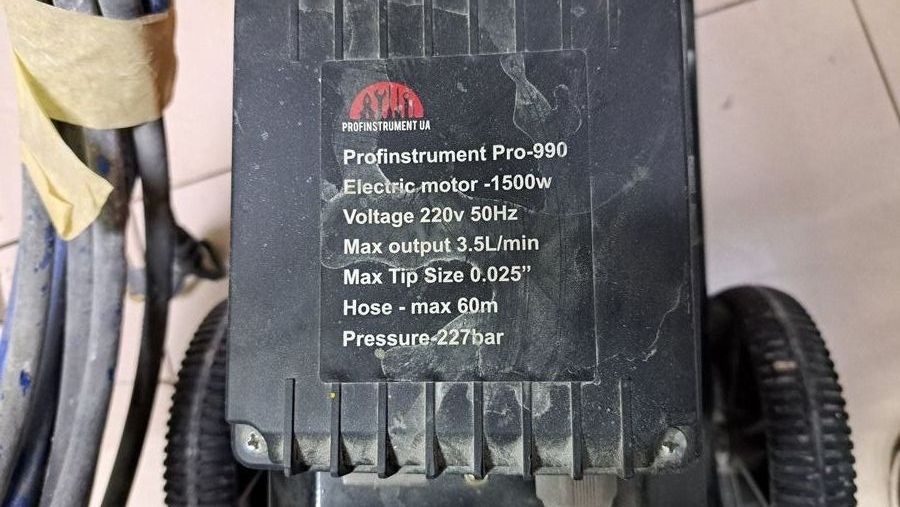 PROFINSTRUMENT UA
Profinstrument Pro-990
Electric motor -1500w
Voltage 220v 50Hz
Max output 3.5L/min
Max Tip Size 0.025”
Hose - max 60m
Pressure-227bar